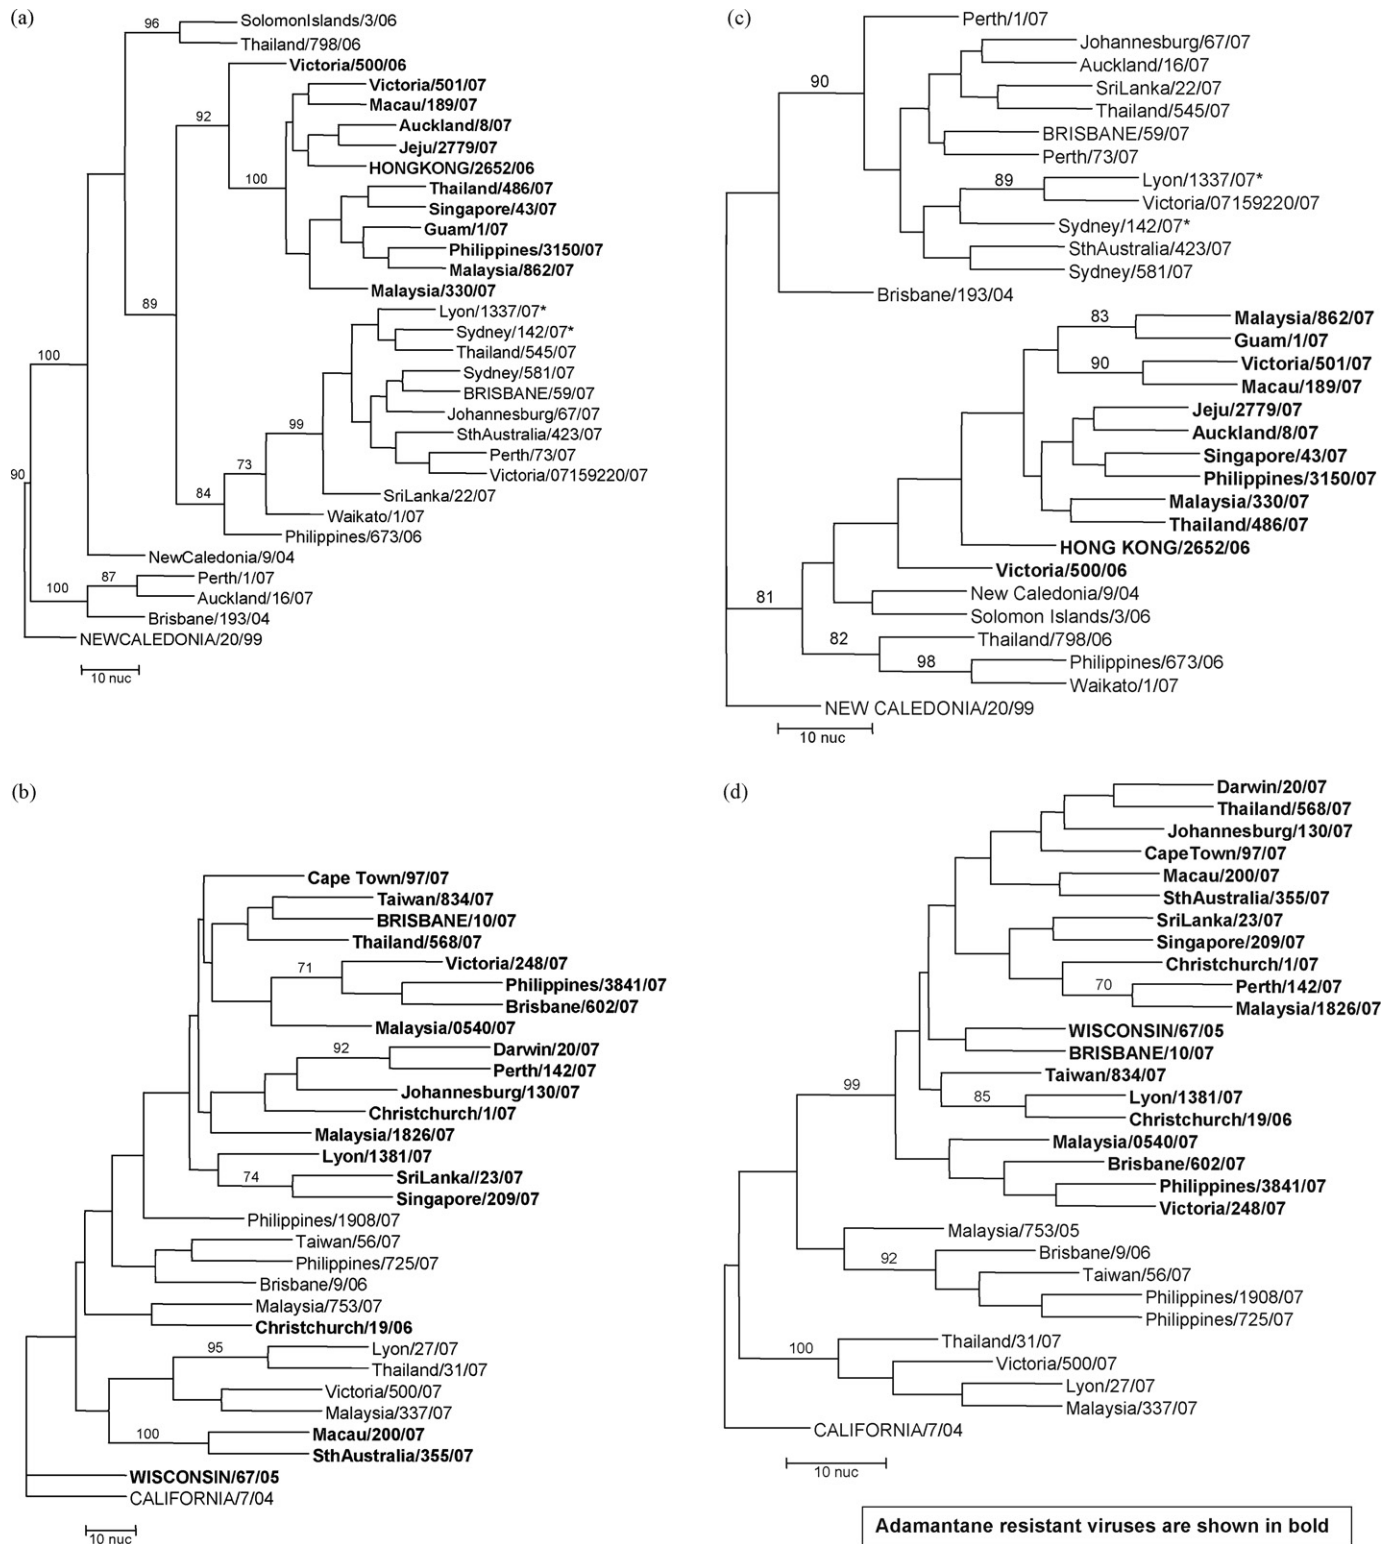 (a)
96
SolomonIslands/3/06
Thailand/798/06
Victoria/500/06
Victoria/501/07
Macau/189/07
92
Auckland/8/07
Jeju/2779/07
HONGKONG/2652/06
100
Thailand/486/07
Singapore/43/07
Guam/1/07
Philippines/3150/07
Malaysia/862/07
Malaysia/330/07
89
Lyon/1337/07*
Sydney/142/07*
Thailand/545/07
100
Sydney/581/07
BRISBANE/59/07
Johannesburg/67/07
99
SthAustralia/423/07
Perth/73/07
73
Victoria/07159220/07
90
84
SriLanka/22/07
Waikato/1/07
Philippines/673/06
NewCaledonia/9/04
87
Perth/1/07
100
Auckland/16/07
Brisbane/193/04
NEWCALEDONIA/20/99
10 nuc
(c)
Perth/1/07
Johannesburg/67/07
Auckland/16/07
90
SriLanka/22/07
Thailand/545/07
BRISBANE/59/07
Perth/73/07
89
Lyon/1337/07*
Victoria/07159220/07
Sydney/142/07*
SthAustralia/423/07
Sydney/581/07
Brisbane/193/04
83
Malaysia/862/07
Guam/1/07
90
Victoria/501/07
Macau/189/07
Jeju/2779/07
Auckland/8/07
Singapore/43/07
Philippines/3150/07
Malaysia/330/07
Thailand/486/07
HONG KONG/2652/06
Victoria/500/06
81
New Caledonia/9/04
Solomon Islands/3/06
82
Thailand/798/06
98
Philippines/673/06
Waikato/1/07
NEW CALEDONIA/20/99
10 nuc
(b)
Cape Town/97/07
Taiwan/834/07
BRISBANE/10/07
Thailand/568/07
71
Victoria/248/07
Philippines/3841/07
Brisbane/602/07
Malaysia/0540/07
92
Darwin/20/07
Perth/142/07
Johannesburg/130/07
Christchurch/1/07
Malaysia/1826/07
Lyon/1381/07
74
SriLanka//23/07
Singapore/209/07
Philippines/1908/07
Taiwan/56/07
Philippines/725/07
Brisbane/9/06
Malaysia/753/07
Christchurch/19/06
95
Lyon/27/07
Thailand/31/07
Victoria/500/07
Malaysia/337/07
100
Macau/200/07
SthAustralia/355/07
WISCONSIN/67/05
CALIFORNIA/7/04
10 nuc
(d)
Darwin/20/07
Thailand/568/07
Johannesburg/130/07
CapeTown/97/07
Macau/200/07
SthAustralia/355/07
SriLanka/23/07
Singapore/209/07
Christchurch/1/07
70
Perth/142/07
Malaysia/1826/07
WISCONSIN/67/05
BRISBANE/10/07
Taiwan/834/07
99
85
Lyon/1381/07
Christchurch/19/06
Malaysia/0540/07
Brisbane/602/07
Philippines/3841/07
Victoria/248/07
Malaysia/753/05
92
Brisbane/9/06
Taiwan/56/07
Philippines/1908/07
Philippines/725/07
Thailand/31/07
100
Victoria/500/07
Lyon/27/07
Malaysia/337/07
CALIFORNIA/7/04
10 nuc
Adamantane resistant viruses are shown in bold